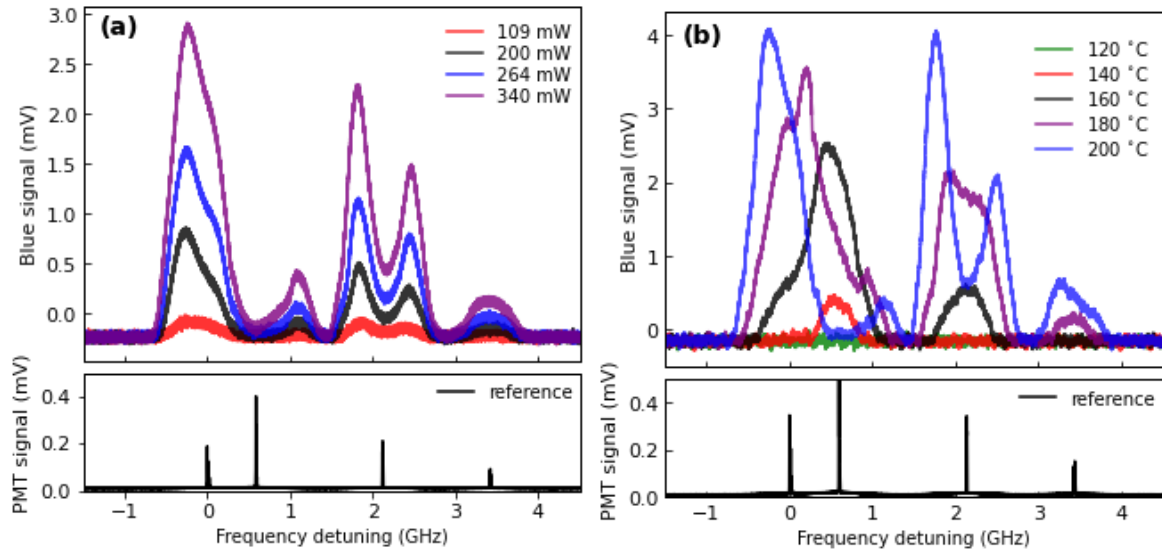 (a)
109 mW
200 mW
264 mW
340 mW
Blue signal (mV)
3.0
2.5
2.0
1.5
1.0
0.5
0.0
reference
PMT signal (mV)
0.4
0.2
0.0
−1 0 1 2 3 4
Frequency detuning (GHz)
(b)
120 ˚C
140 ˚C
160 ˚C
180 ˚C
200 ˚C
Blue signal (mV)
4
3
2
1
0
reference
PMT signal (mV)
0.4
0.2
0.0
−1 0 1 2 3 4
Frequency detuning (GHz)